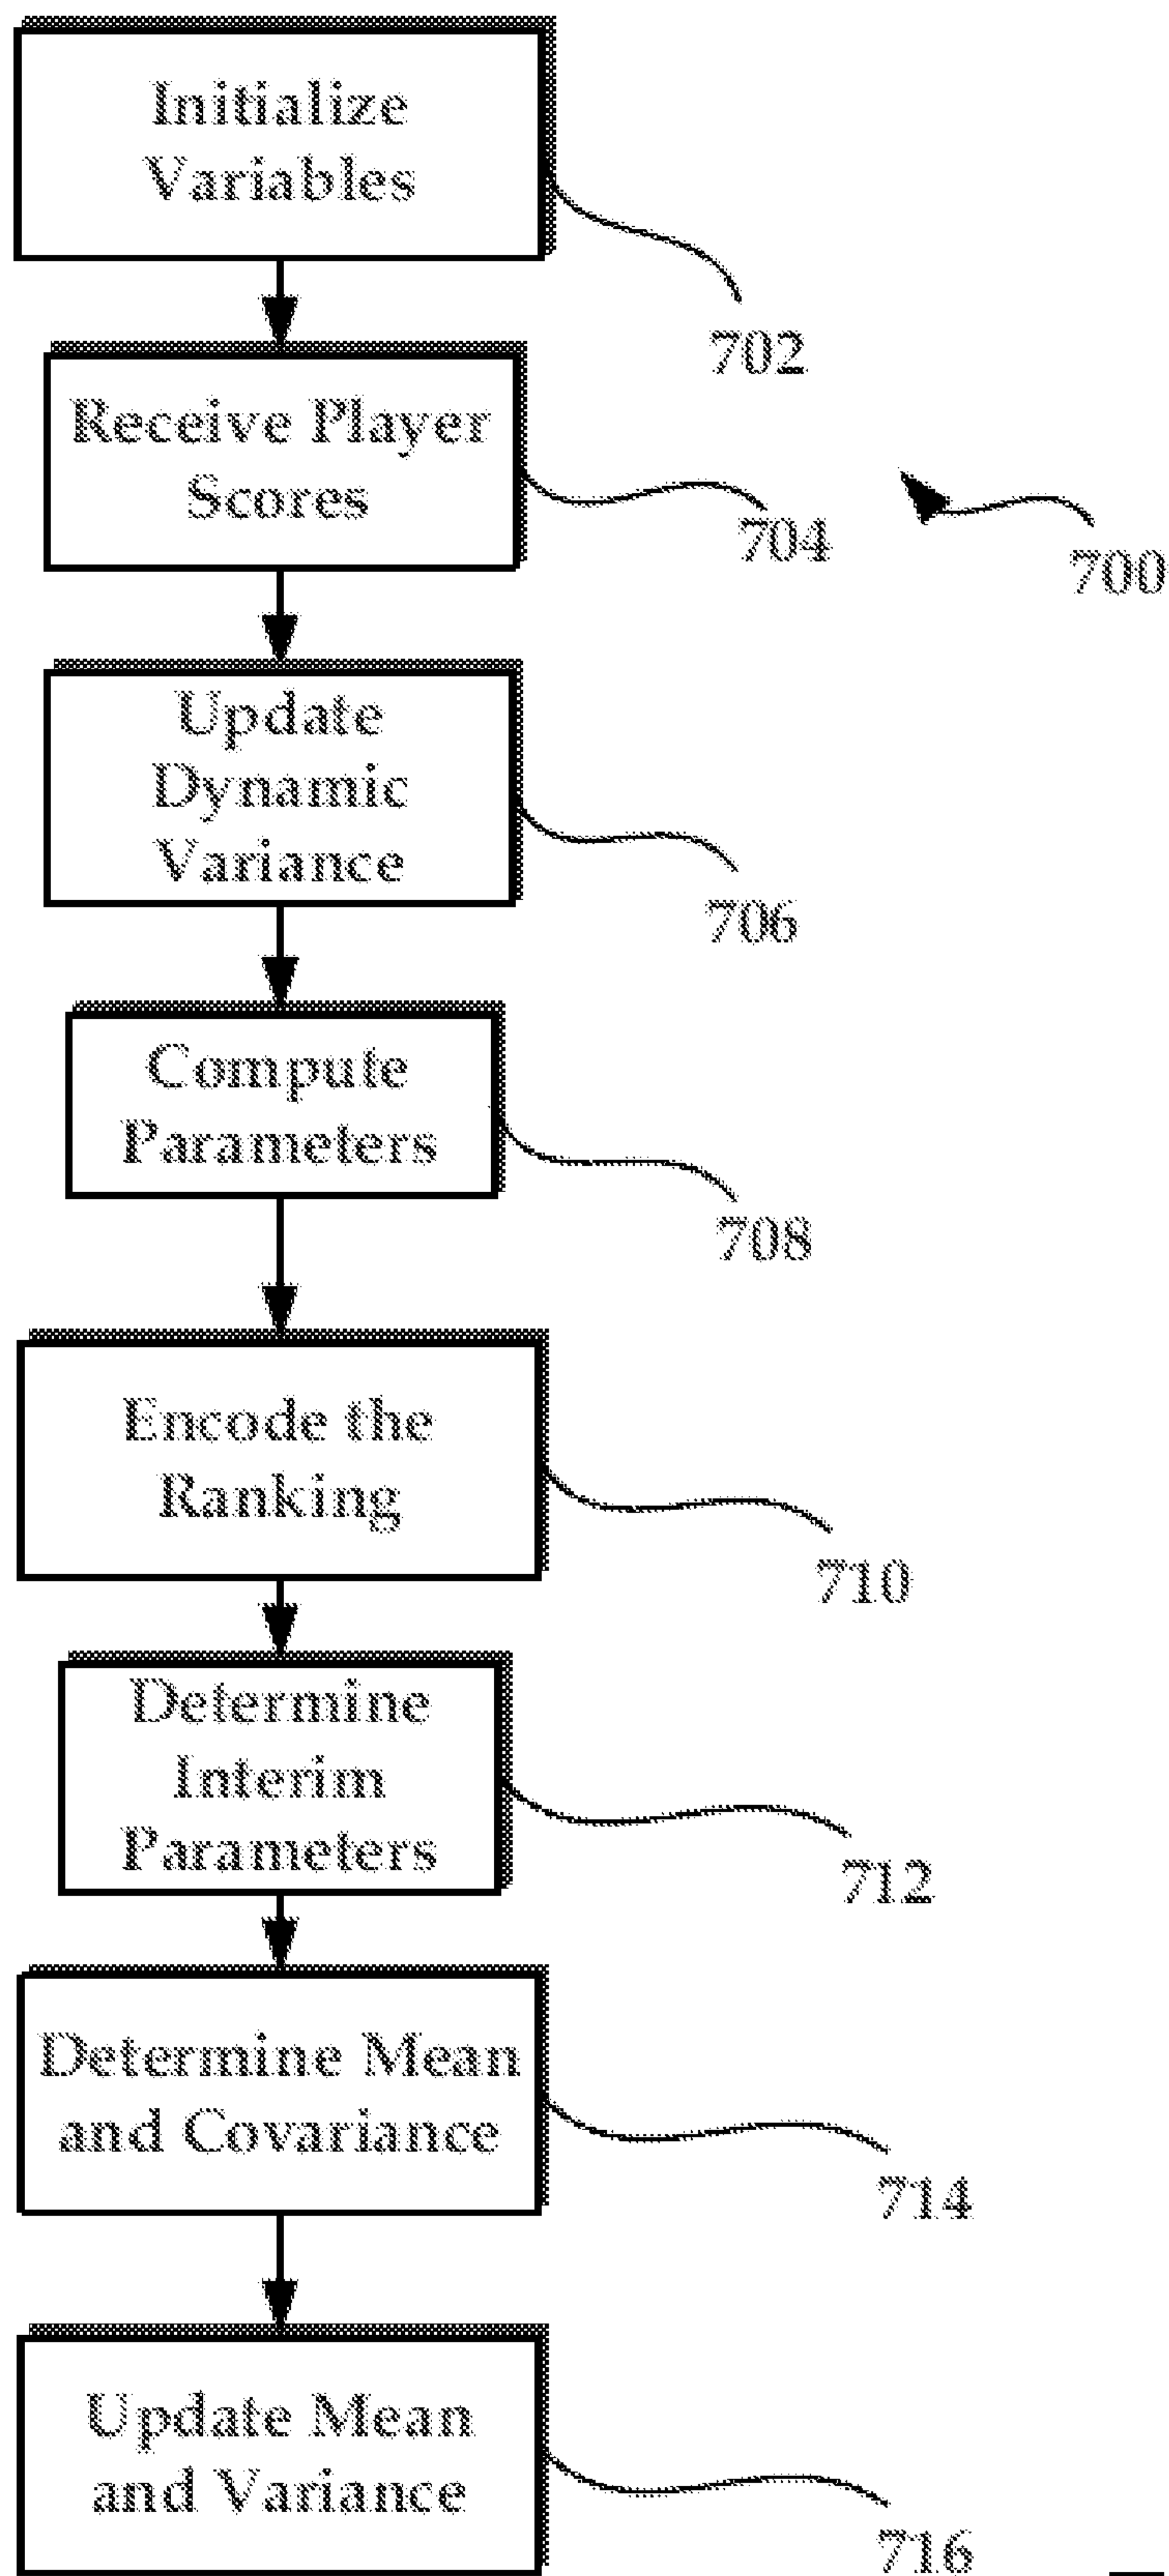 Initialize
Variables
702
Receive Player
Scores
704
700
Update
Dynamic
Variance
706
Compute
Parameters
708
Encode the
Ranking
710
Determine
Interim
Parameters
712
Determine Mean
and Covariance
714
Update Mean
and Variance
716